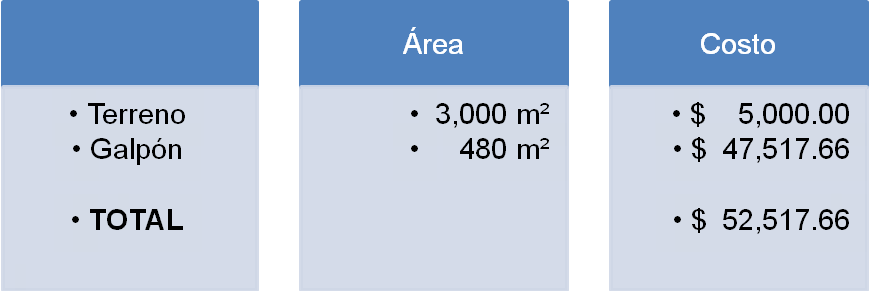 Área
Costo
• Terreno
• Galpón
• TOTAL
• 3,000 m²
• 480 m²
• $ 5,000.00
• $ 47,517.66
• $ 52,517.66